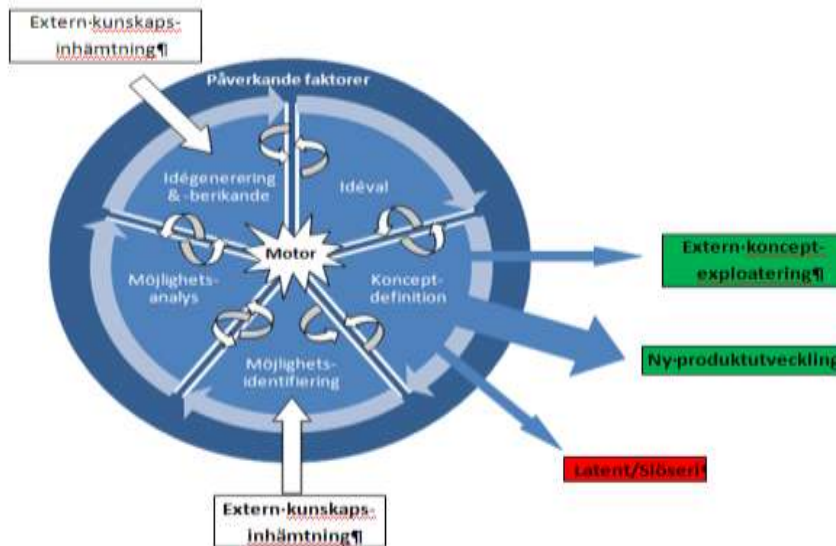 Extern·kunskaps-
inhämtning¶
Påverkande faktorer
Idégenerering
& -berikande
Idéval
Motor
Möjlighets-
analys
Koncept-
definition
Möjlighets-
identifiering
Extern·koncept-
exploatering¶
Ny·produktutveckling
Latent/Slöseri¶
Extern·kunskaps-
inhämtning¶